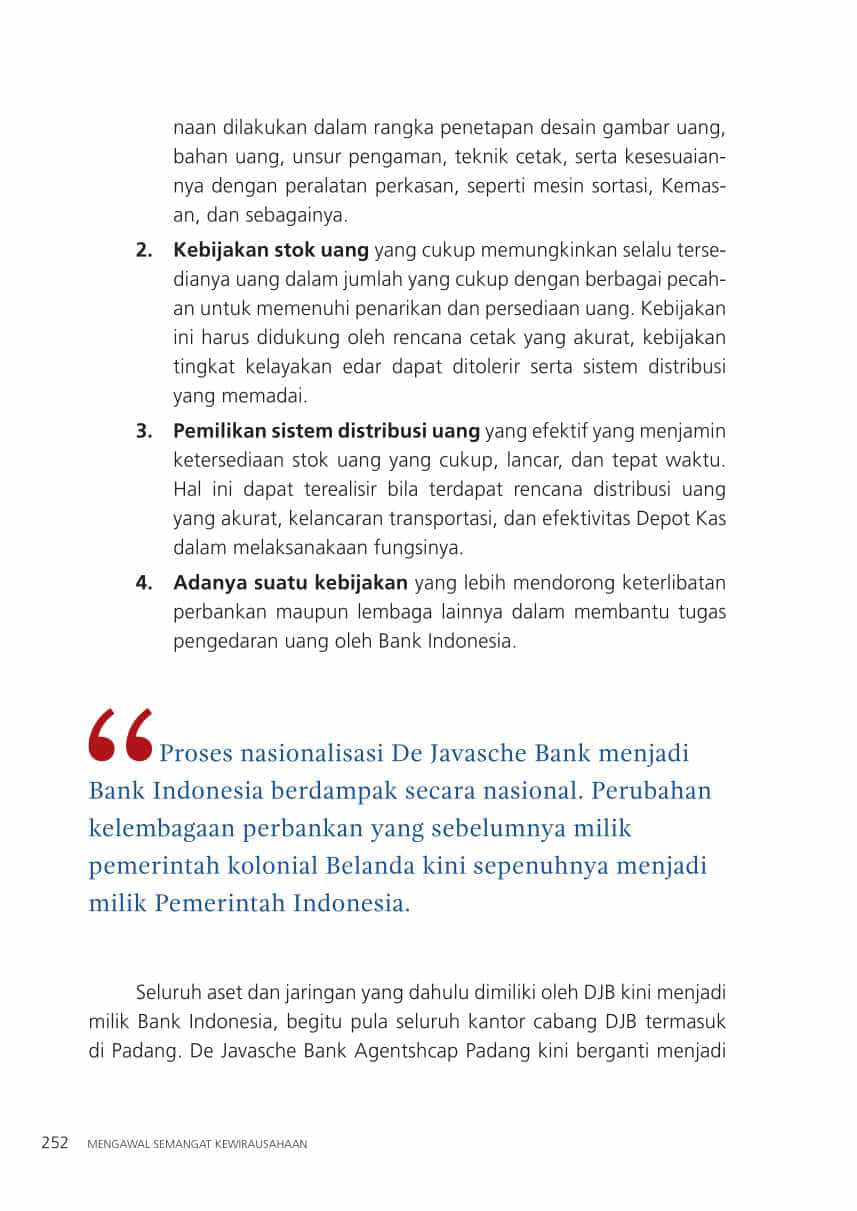 naan dilakukan dalam rangka penetapan desain gambar uang,
bahan uang, unsur pengaman, teknik cetak, serta kesesuaian-
nya dengan peralatan perkasan, seperti mesin sortasi, Kemas-
an, dan sebagainya.
2. Kebijakan stok uang yang cukup memungkinkan selalu terse-
dianya uang dalam jumlah yang cukup dengan berbagai pecah-
an untuk memenuhi penarikan dan persediaan uang. Kebijakan
ini harus didukung oleh rencana cetak yang akurat, kebijakan
tingkat kelayakan edar dapat ditolerir serta sistem distribusi
yang memadai.
3. Pemilikan sistem distribusi uang yang efektif yang menjamin
ketersediaan stok uang yang cukup, lancar, dan tepat waktu.
Hal ini dapat terealisir bila terdapat rencana distribusi uang
yang akurat, kelancaran transportasi, dan efektivitas Depot Kas
dalam melaksanakaan fungsinya.
4. Adanya suatu kebijakan yang lebih mendorong keterlibatan
perbankan maupun lembaga lainnya dalam membantu tugas
pengedaran uang oleh Bank Indonesia.
“Proses nasionalisasi De Javasche Bank menjadi
Bank Indonesia berdampak secara nasional. Perubahan
kelembagaan perbankan yang sebelumnya milik
pemerintah kolonial Belanda kini sepenuhnya menjadi
milik Pemerintah Indonesia.
Seluruh aset dan jaringan yang dahulu dimiliki oleh DJB kini menjadi
milik Bank Indonesia, begitu pula seluruh kantor cabang DJB termasuk
di Padang. De Javasche Bank Agentshcap Padang kini berganti menjadi
252 MENGAWAL SEMANGAT KEWIRAUSAHAAN